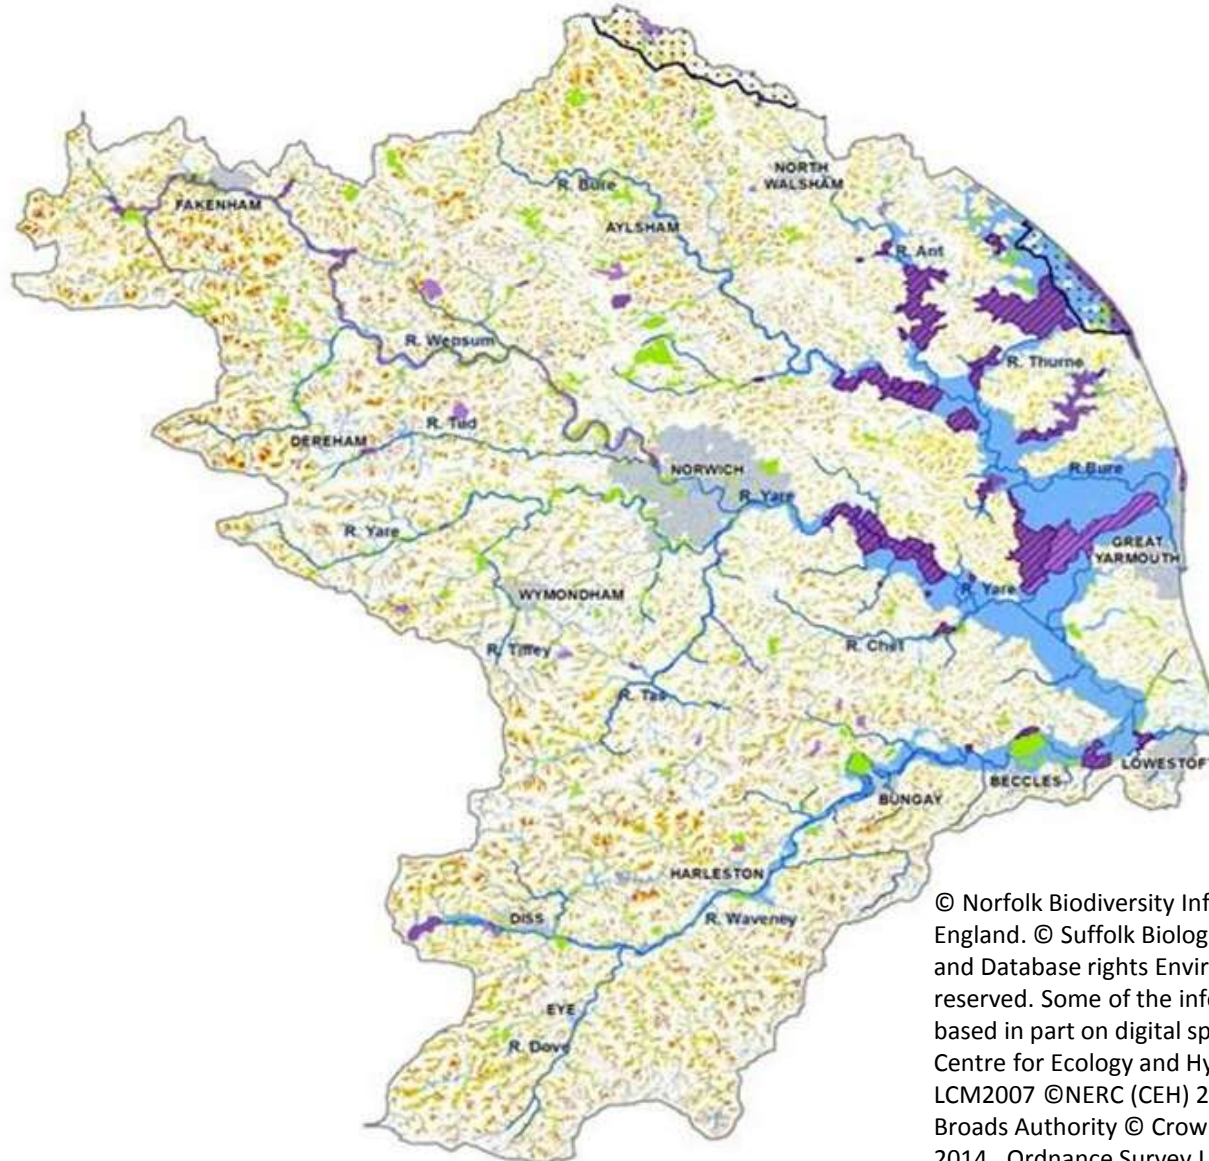 NORTH
WALSHAM
R. Bure
FAKENHAM
AYLSHAM
R. Ant
R. Wensum
R. Thurne
R. Tud
DEREHAM
NORWICH
R.Bure
R. Yare
R. Yare
GREAT
YARMOUTH
WYMONDHAM
R. Yare
R. Tiffey
R. Chet
R. Tas
LOWESTOFT
BECCLES
BUNGAY
HARLESTON
DISS
R. Waveney
EYE
R. Dove
© Norfolk Biodiversity Inf
England. © Suffolk Biolog
and Database rights Envir
reserved. Some of the info
based in part on digital sp
Centre for Ecology and Hy
LCM2007 ©NERC (CEH) 2
Broads Authority © Crow
2014. Ordnance Survey L